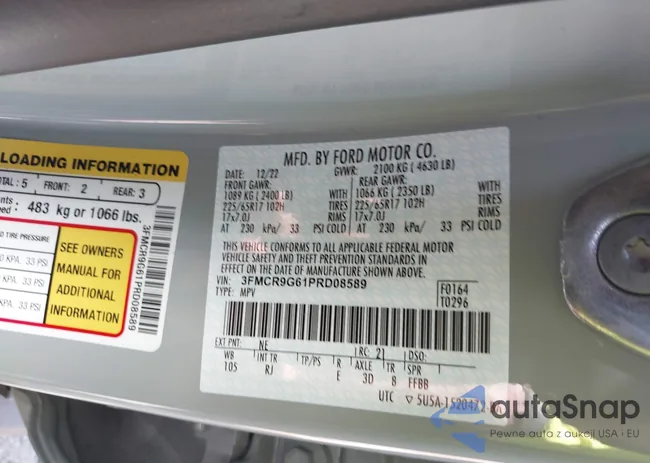 LOADING INFORMATION
TOTAL: 5 FRONT: 2 REAR: 3
483 kg or 1066 lbs.
TIRE PRESSURE
KPA, 33 PSI
KPA, 33 PSI
SEE OWNERS
MANUAL FOR
ADDITIONAL
INFORMATION
3FMCR9G61PRD08589
MFD. BY FORD MOTOR CO.
DATE: 12/22 GVWR: 2100 KG ( 4630 LB)
FRONT GAWR: REAR GAWR:
1089 KG ( 2400 LB) WITH 1066 KG ( 2350 LB) WITH
225/65R17 102H TIRES 225/65R17 102H TIRES
17x7.0J RIMS 17x7.0J RIMS
AT 230 kPa/ 33 PSI COLD AT 230 kPa/ 33 PSI COLD
THIS VEHICLE CONFORMS TO ALL APPLICABLE FEDERAL MOTOR
VEHICLE SAFETY, BUMPER, AND THEFT PREVENTION STANDARDS
IN EFFECT ON THE DATE OF MANUFACTURE SHOWN ABOVE.
VIN: 3FMCR9G61PRD08589 F0164
TYPE: MPV T0296
EXT PNT: NE RC: 21 DSO:
WB INT TR TP/PS R AXLE TR SPR
105 RJ E 3D 8 FFBB
UTC
autoSnap
Pewne auta z aukcji USA i EU